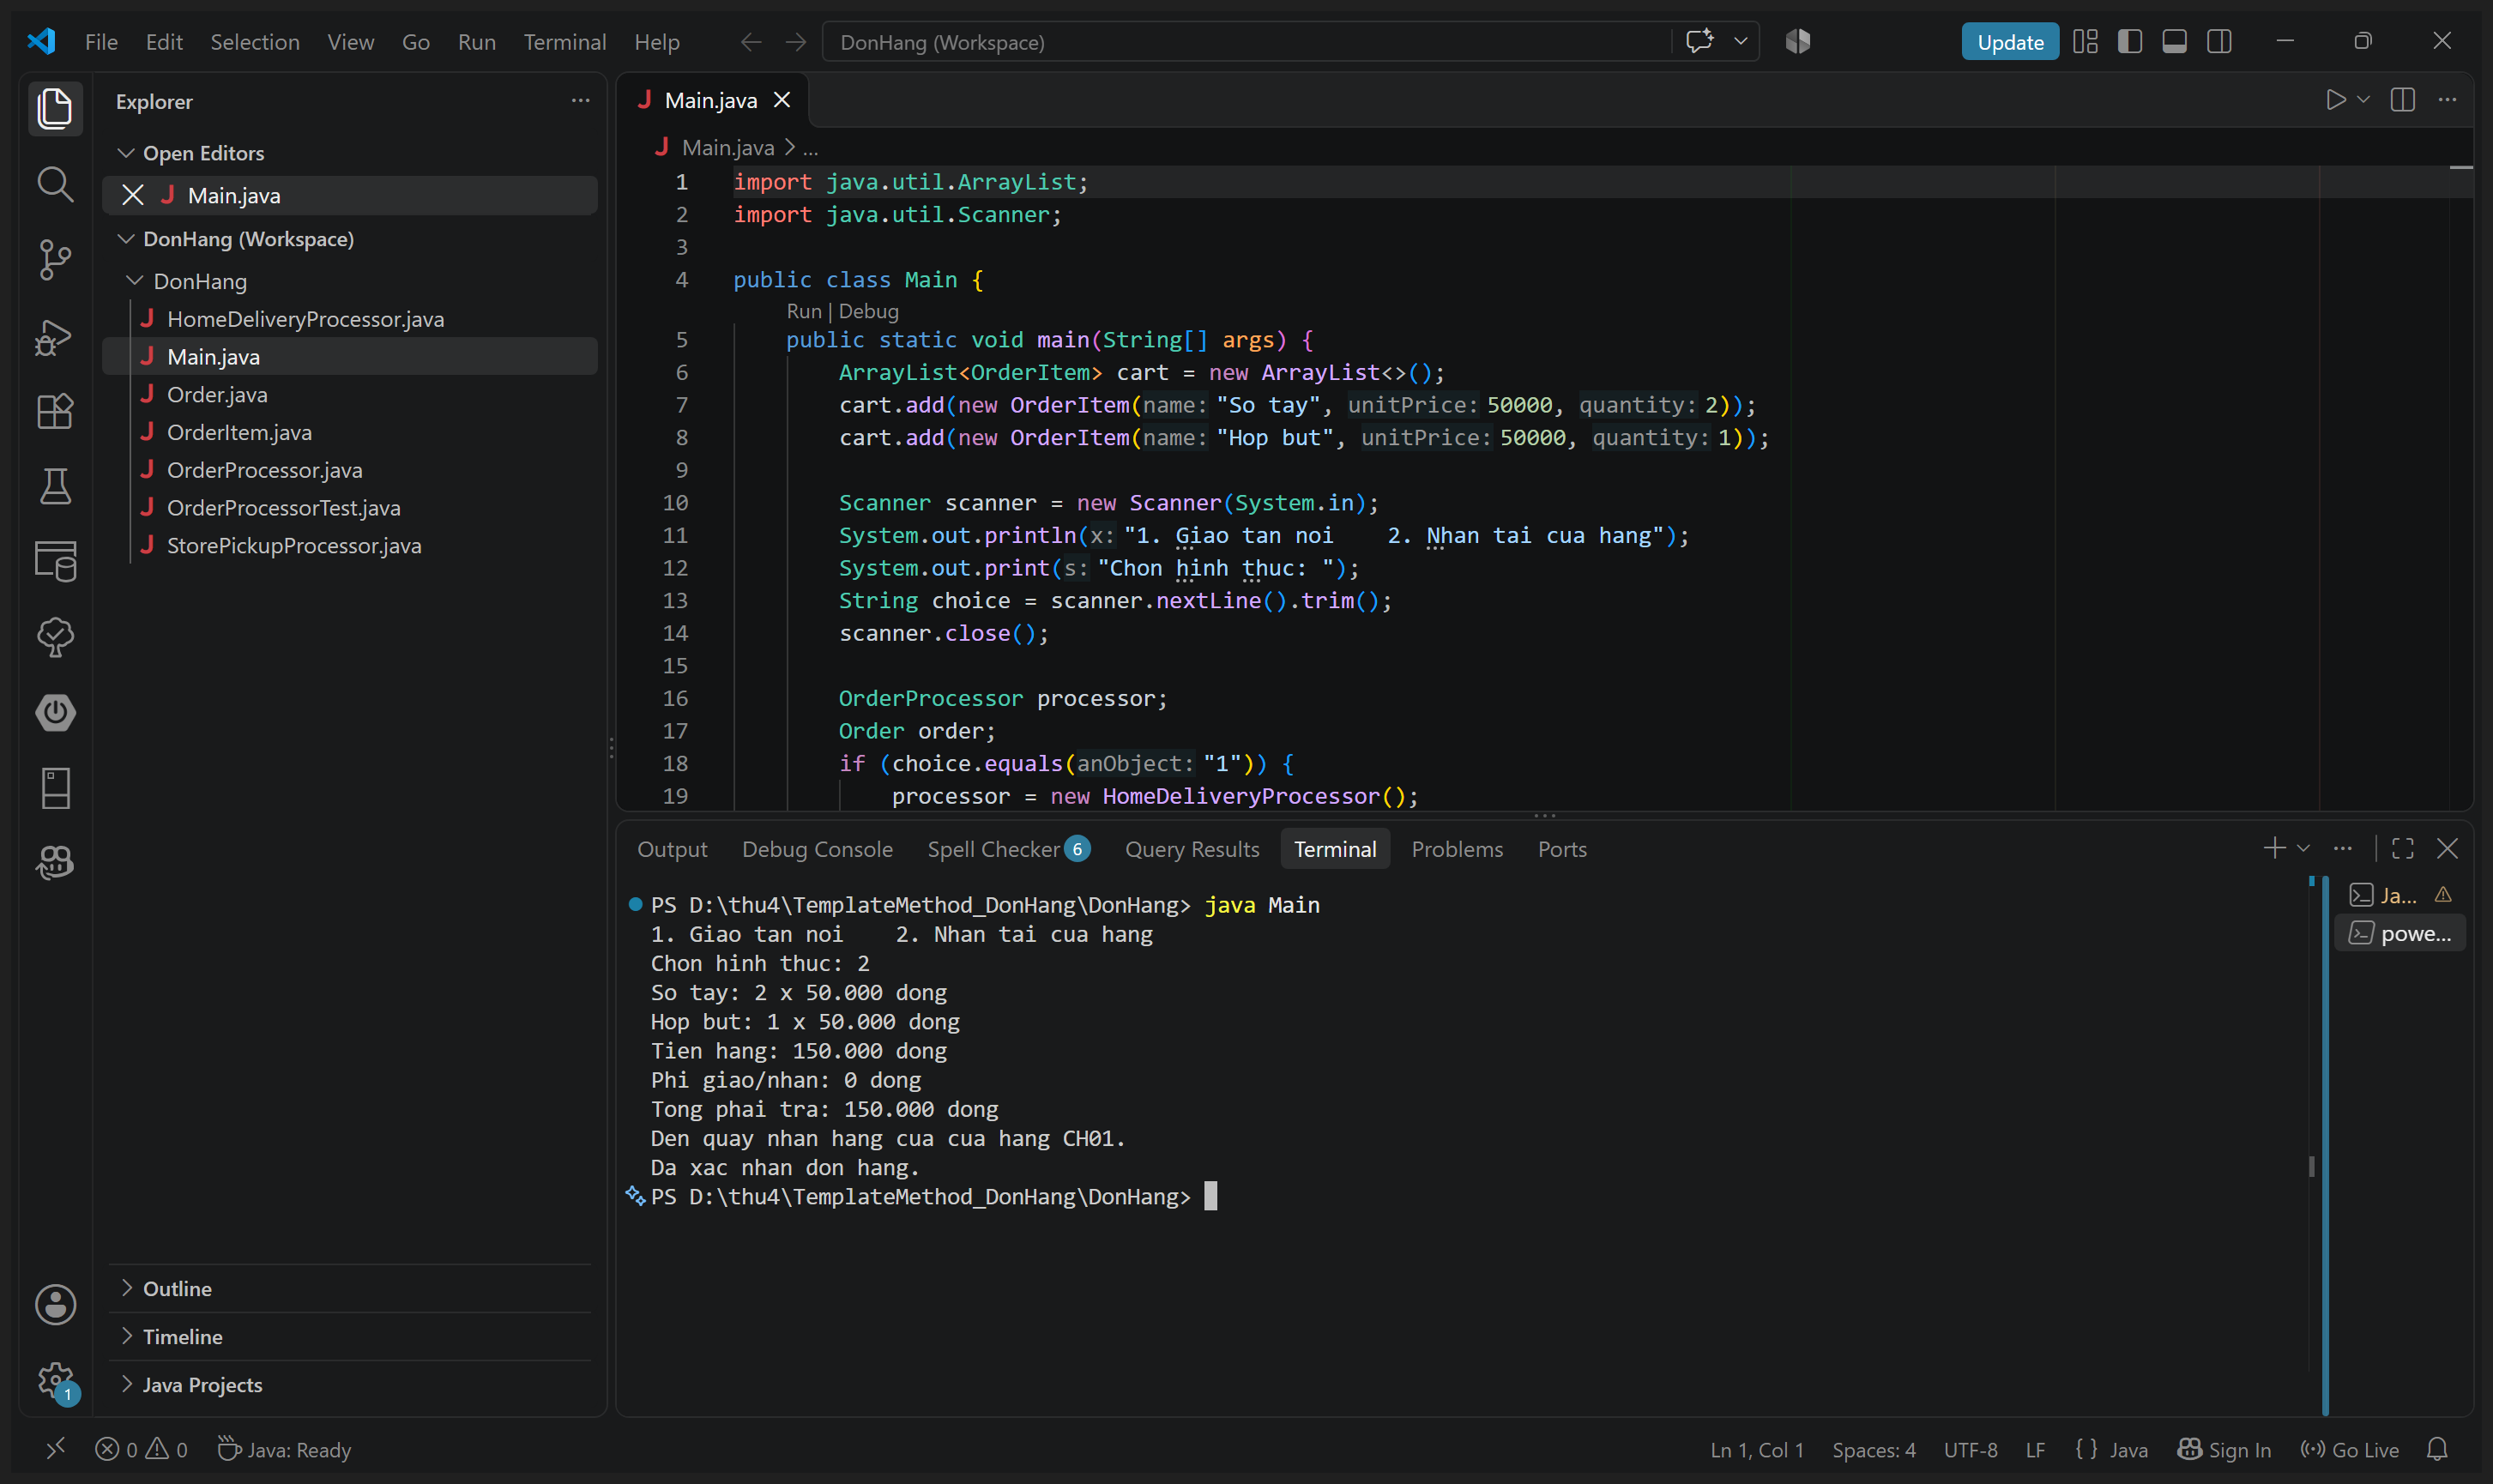 File Edit Selection View Go Run Terminal Help
DonHang (Workspace)
Update
Explorer
Open Editors
Main.java
DonHang (Workspace)
DonHang
HomeDeliveryProcessor.java
Main.java
Order.java
OrderItem.java
OrderProcessor.java
OrderProcessorTest.java
StorePickupProcessor.java
Outline
Timeline
Java Projects
Main.java
Main.java > ...
1 import java.util.ArrayList;
2 import java.util.Scanner;
3
4 public class Main {
Run | Debug
5 public static void main(String[] args) {
6 ArrayList<OrderItem> cart = new ArrayList<>();
7 cart.add(new OrderItem(name: "So tay", unitPrice: 50000, quantity: 2));
8 cart.add(new OrderItem(name: "Hop but", unitPrice: 50000, quantity: 1));
9
10 Scanner scanner = new Scanner(System.in);
11 System.out.println(x: "1. Giao tan noi    2. Nhan tai cua hang");
12 System.out.print(s: "Chon hinh thuc: ");
13 String choice = scanner.nextLine().trim();
14 scanner.close();
15
16 OrderProcessor processor;
17 Order order;
18 if (choice.equals(anObject: "1")) {
19 processor = new HomeDeliveryProcessor();
Output Debug Console Spell Checker 6 Query Results Terminal Problems Ports
PS D:\thu4\TemplateMethod_DonHang\DonHang> java Main
1. Giao tan noi    2. Nhan tai cua hang
Chon hinh thuc: 2
So tay: 2 x 50.000 dong
Hop but: 1 x 50.000 dong
Tien hang: 150.000 dong
Phi giao/nhan: 0 dong
Tong phai tra: 150.000 dong
Den quay nhan hang cua cua hang CH01.
Da xac nhan don hang.
PS D:\thu4\TemplateMethod_DonHang\DonHang>
Ja...
powe...
1
0 0 Java: Ready
Ln 1, Col 1 Spaces: 4 UTF-8 LF {} Java Sign In Go Live